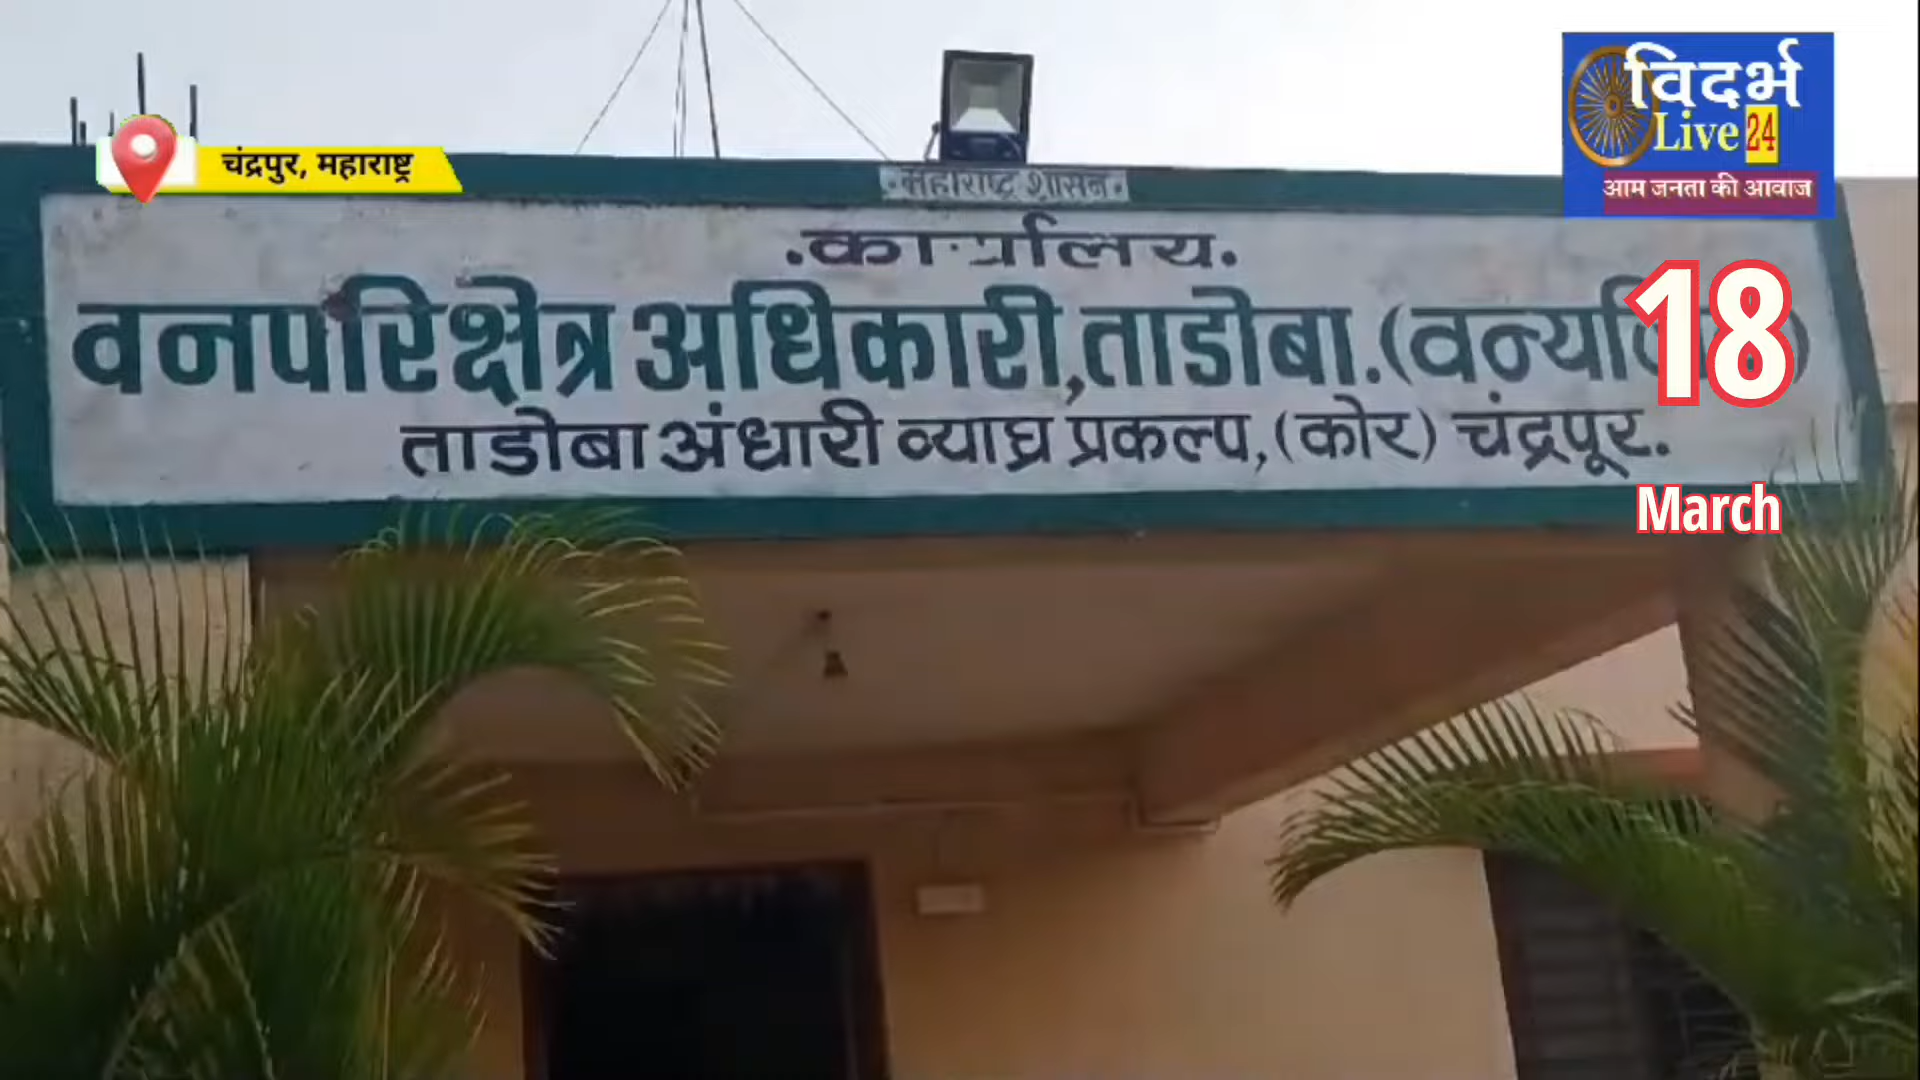 चंद्रपुर, महाराष्ट्र
विदर्भ
Live 24
आम जनता की आवाज
महाराष्ट्र शासन
.कार्यालय.
वनपरिक्षेत्र अधिकारी,ताडोबा.
ताडोबा अंधारी व्याघ्र प्रकल्प,(कोर) चंद्रपूर.
18
March